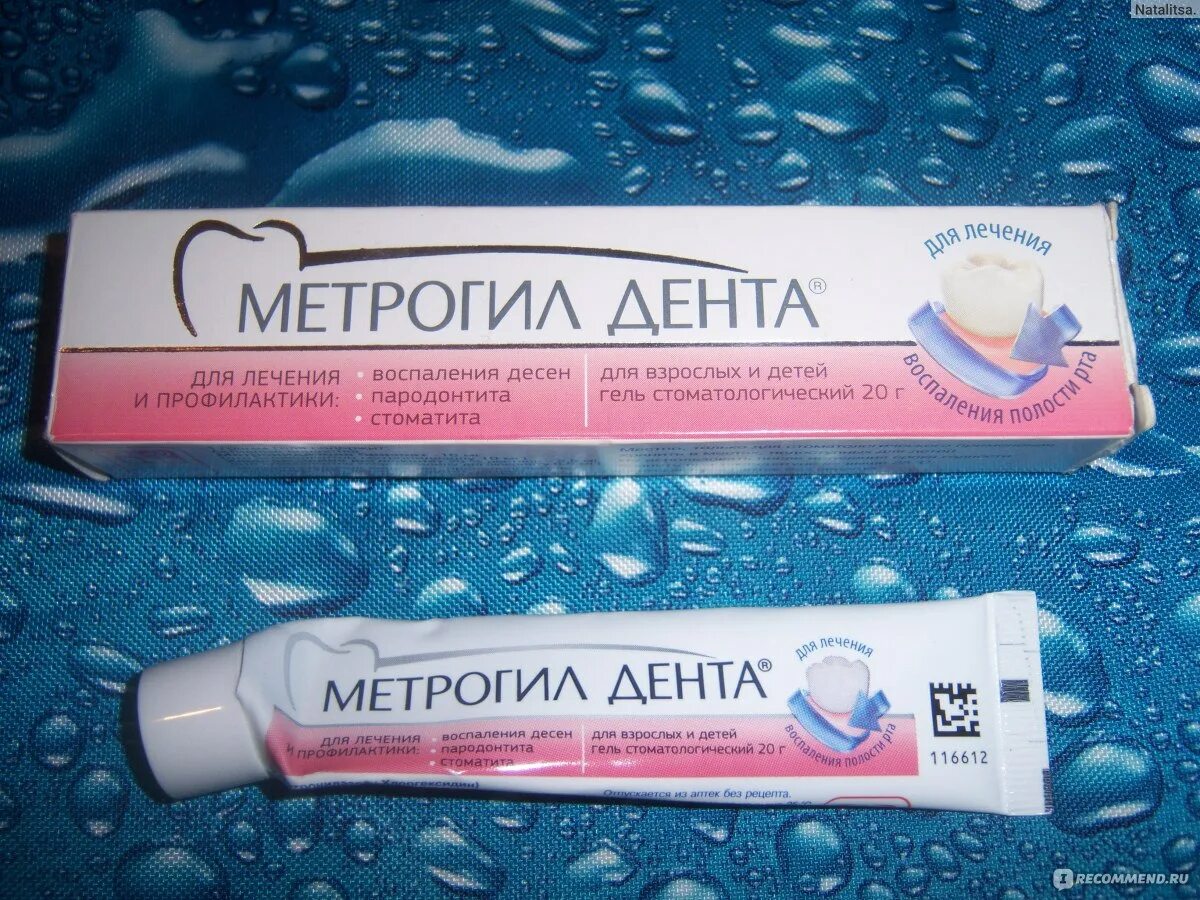 Natalitsa.
МЕТРОГИЛ ДЕНТА®
для лечения
воспаления полости рта
ДЛЯ ЛЕЧЕНИЯ
И ПРОФИЛАКТИКИ:
• воспаления десен
• пародонтита
• стоматита
для взрослых и детей
гель стоматологический 20 г
МЕТРОГИЛ ДЕНТА®
для лечения
воспаления полости рта
ДЛЯ ЛЕЧЕНИЯ
И ПРОФИЛАКТИКИ:
• воспаления десен
• пародонтита
• стоматита
для взрослых и детей
гель стоматологический 20 г
116612
Хлоргексидин)
Отпускается из аптек без рецепта.
IRECOMMEND.RU